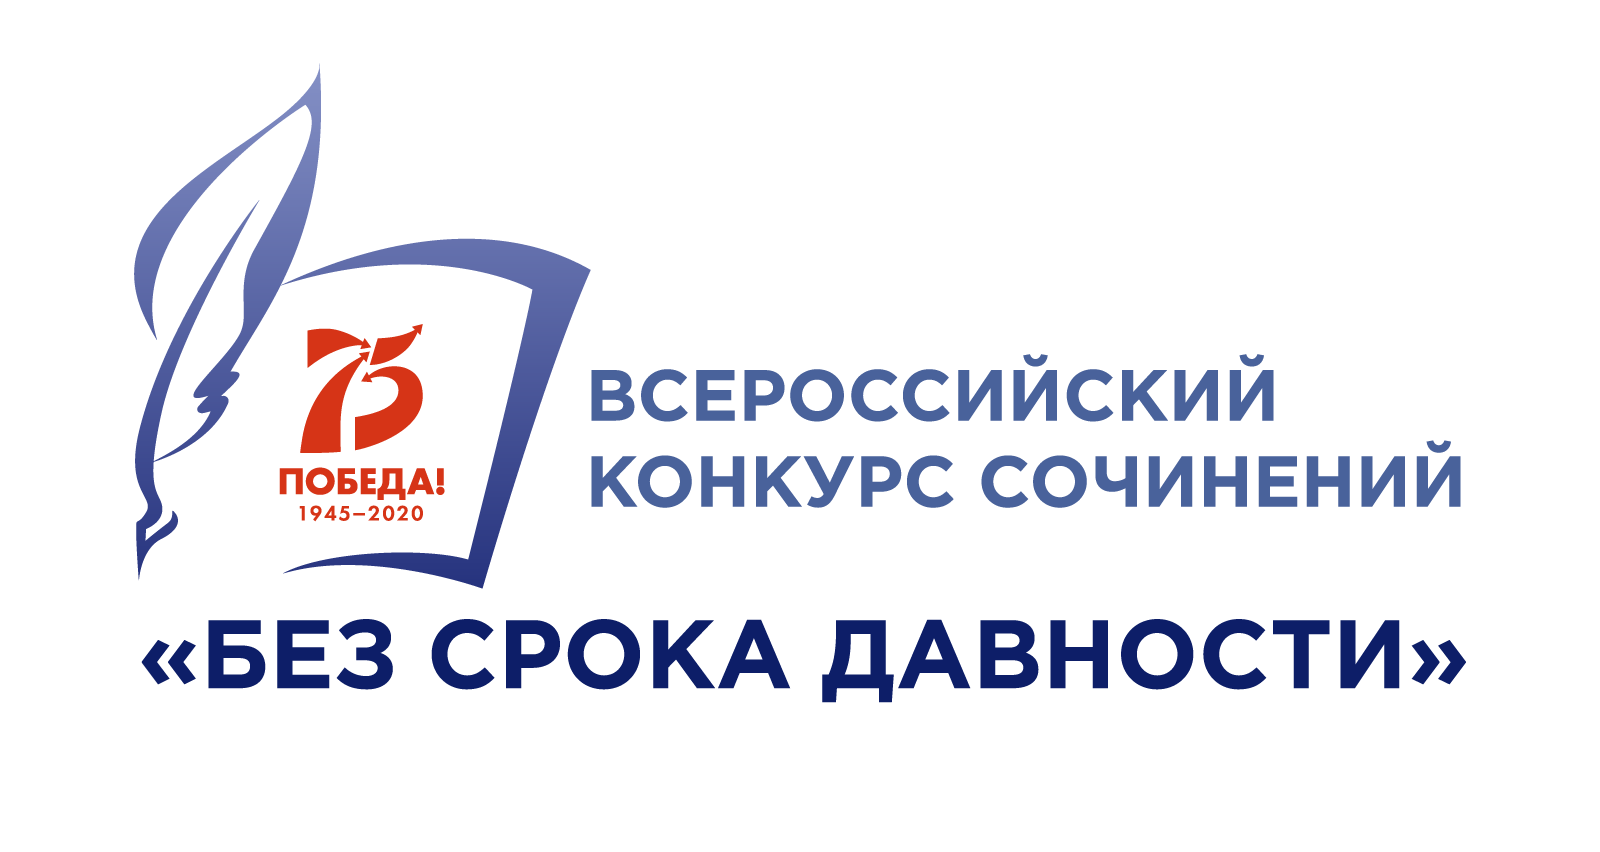 75
ПОБЕДА!
1945–2020
ВСЕРОССИЙСКИЙ
КОНКУРС СОЧИНЕНИЙ
«БЕЗ СРОКА ДАВНОСТИ»